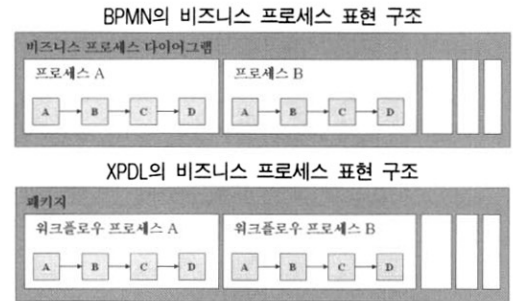 BPMN의 비즈니스 프로세스 표현 구조
비즈니스 프로세스 다이어그램
프로세스 A 프로세스 B
A B C D A B C D
XPDL의 비즈니스 프로세스 표현 구조
패키지
워크플로우 프로세스 A 워크플로우 프로세스 B
A B C D A B C D